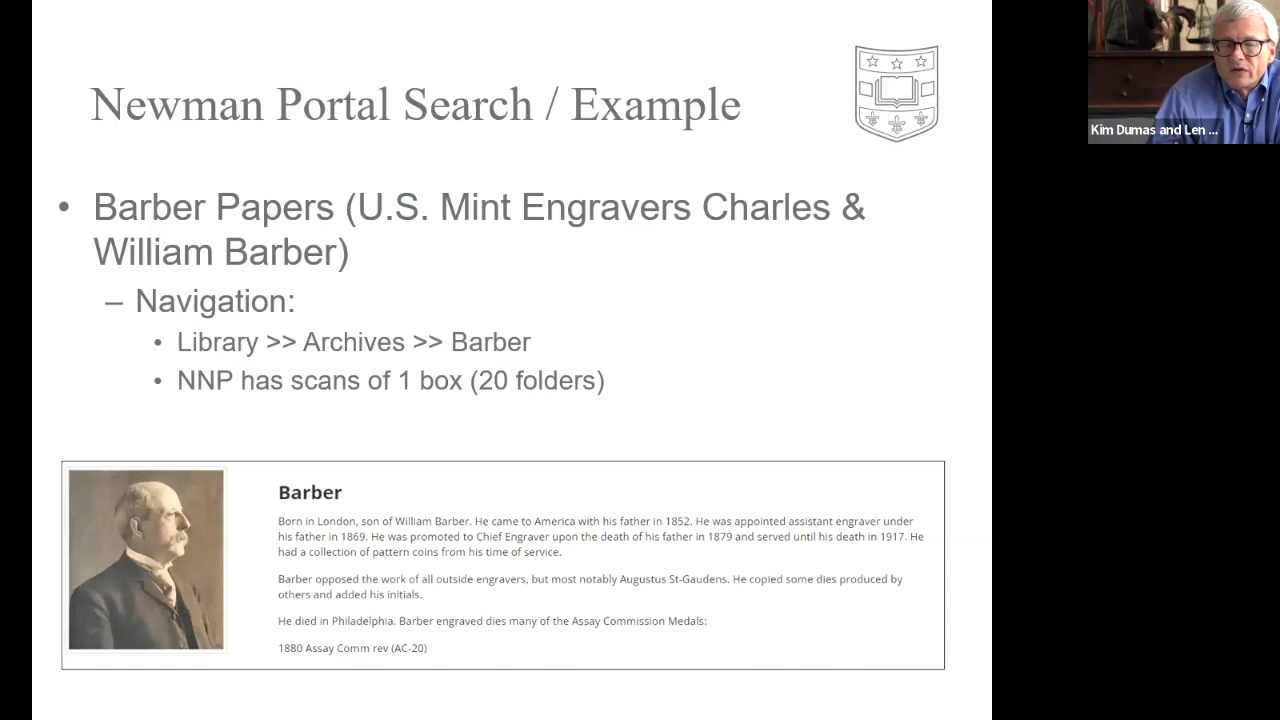 Newman Portal Search / Example
• Barber Papers (U.S. Mint Engravers Charles &
William Barber)
– Navigation:
• Library >> Archives >> Barber
• NNP has scans of 1 box (20 folders)
Barber
Born in London, son of William Barber. He came to America with his father in 1852. He was appointed assistant engraver under
his father in 1869. He was promoted to Chief Engraver upon the death of his father in 1879 and served until his death in 1917. He
had a collection of pattern coins from his time of service.
Barber opposed the work of all outside engravers, but most notably Augustus St-Gaudens. He copied some dies produced by
others and added his initials.
He died in Philadelphia. Barber engraved dies many of the Assay Commission Medals:
1880 Assay Comm rev (AC-20)
Kim Dumas and Len ...